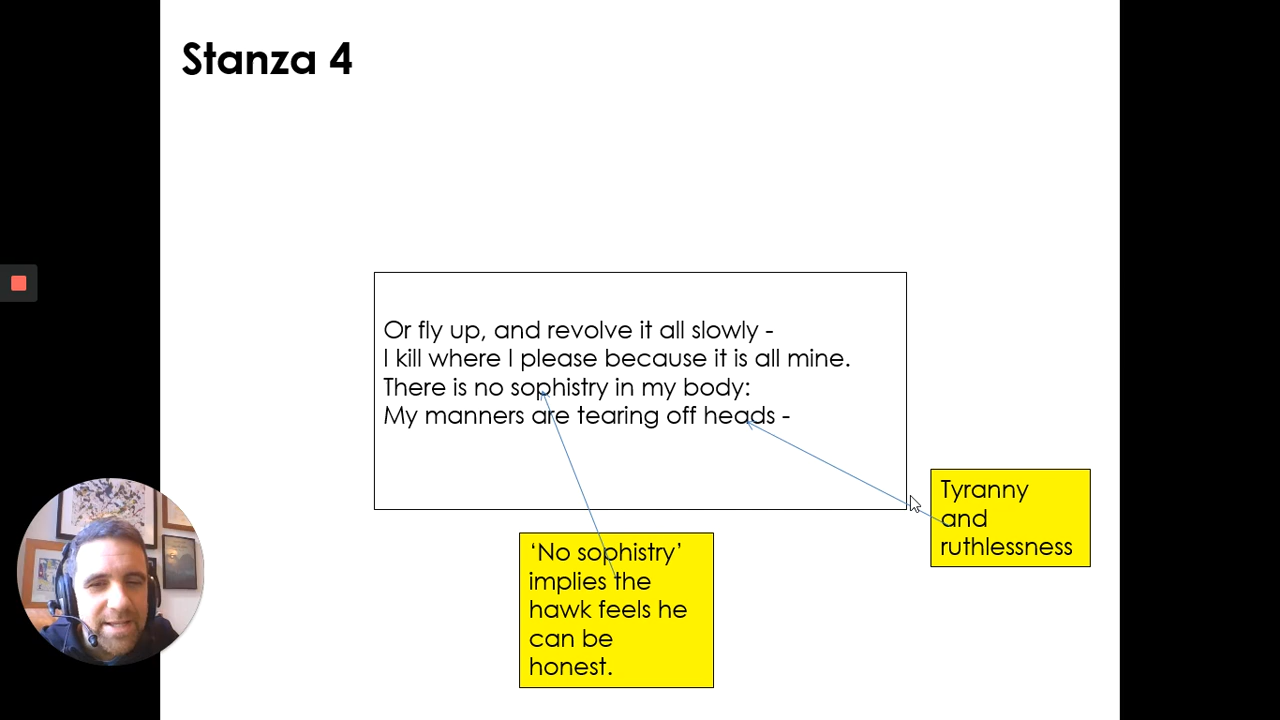 Stanza 4
Or fly up, and revolve it all slowly -
I kill where I please because it is all mine.
There is no sophistry in my body:
My manners are tearing off heads -
Tyranny
and
ruthlessness
‘No sophistry’
implies the
hawk feels he
can be
honest.